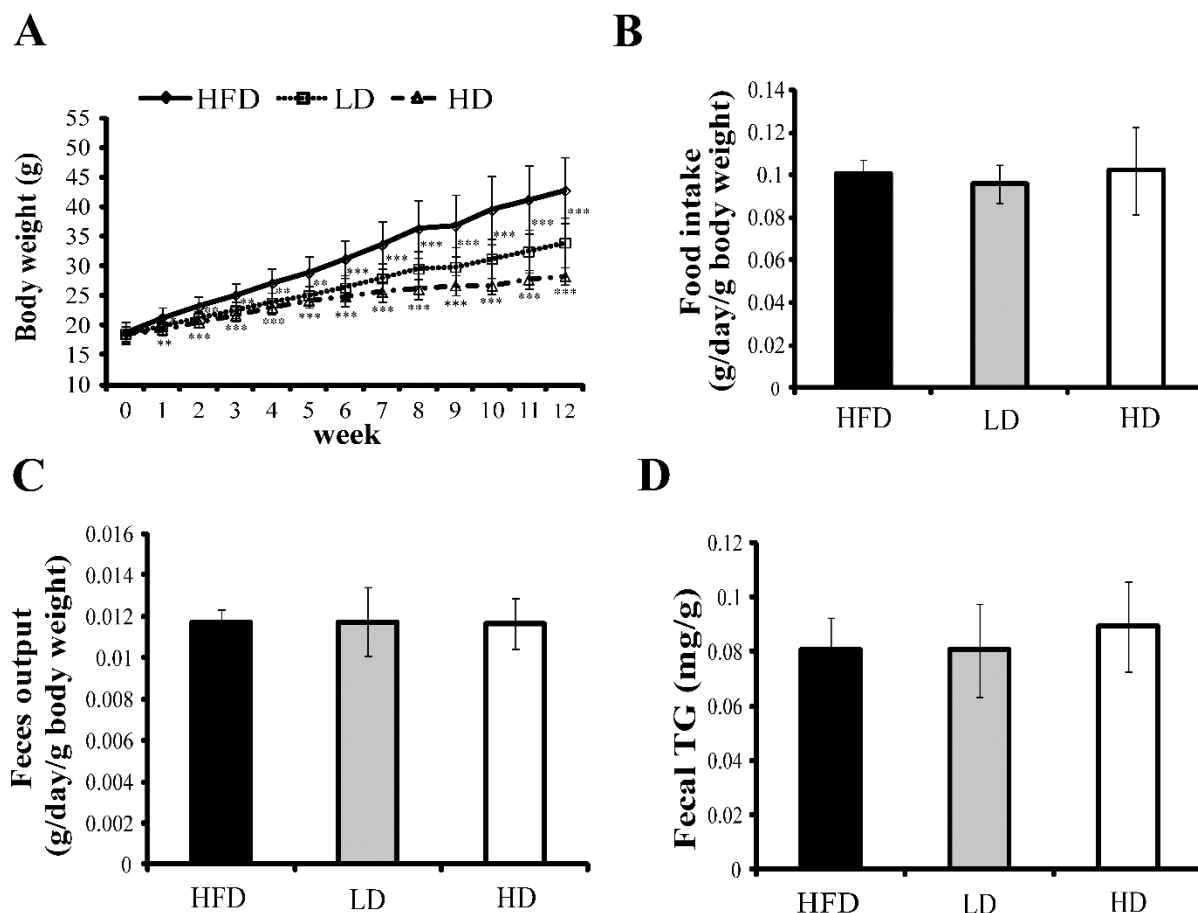 A
HFD LD HD
Body weight (g)
55
50
45
40
35
30
25
20
15
10
*** *** *** *** ***
*** *** ** ** **
** *** *** *** *** *** *** *** *** *** *** ***
0 1 2 3 4 5 6 7 8 9 10 11 12
week
B
Food intake
(g/day/g body weight)
0.14
0.12
0.1
0.08
0.06
0.04
0.02
0
HFD LD HD
C
Feces output
(g/day/g body weight)
0.016
0.014
0.012
0.01
0.008
0.006
0.004
0.002
0
HFD LD HD
D
Fecal TG (mg/g)
0.12
0.1
0.08
0.06
0.04
0.02
0
HFD LD HD